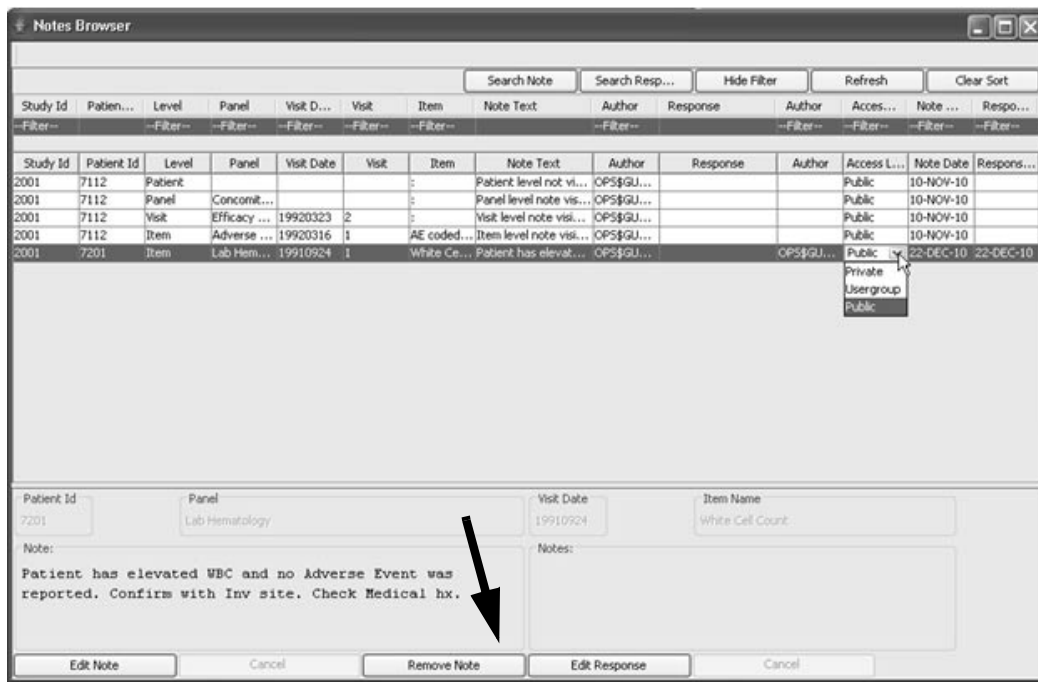 Notes Browser
Search Note Search Resp... Hide Filter Refresh Clear Sort
Study Id Patien... Level Panel Visit D... Visit Item Note Text Author Response Author Acces... Note ... Respo...
--Filter-- --Filter-- --Filter-- --Filter-- --Filter-- --Filter-- --Filter-- --Filter-- --Filter-- --Filter-- --Filter--
Study Id Patient Id Level Panel Visit Date Visit Item Note Text Author Response Author Access L... Note Date Respons...
2001 7112 Patient : Patient level not vi... OPS$GU... Public 10-NOV-10
2001 7112 Panel Concomit... : Panel level note vis... OPS$GU... Public 10-NOV-10
2001 7112 Visit Efficacy ... 19920323 2 : Visit level note visi... OPS$GU... Public 10-NOV-10
2001 7112 Item Adverse ... 19920316 1 AE coded... Item level note visi... OPS$GU... Public 10-NOV-10
2001 7201 Item Lab Hem... 19910924 1 White Ce... Patient has elevat... OPS$GU... OPS$GU... Public 22-DEC-10 22-DEC-10
Private
Usergroup
Public
Patient Id Panel Visit Date Item Name
7201 Lab Hematology 19910924 White Cell Count
Note: Notes:
Patient has elevated WBC and no Adverse Event was
reported. Confirm with Inv site. Check Medical hx.
Edit Note Cancel Remove Note Edit Response Cancel